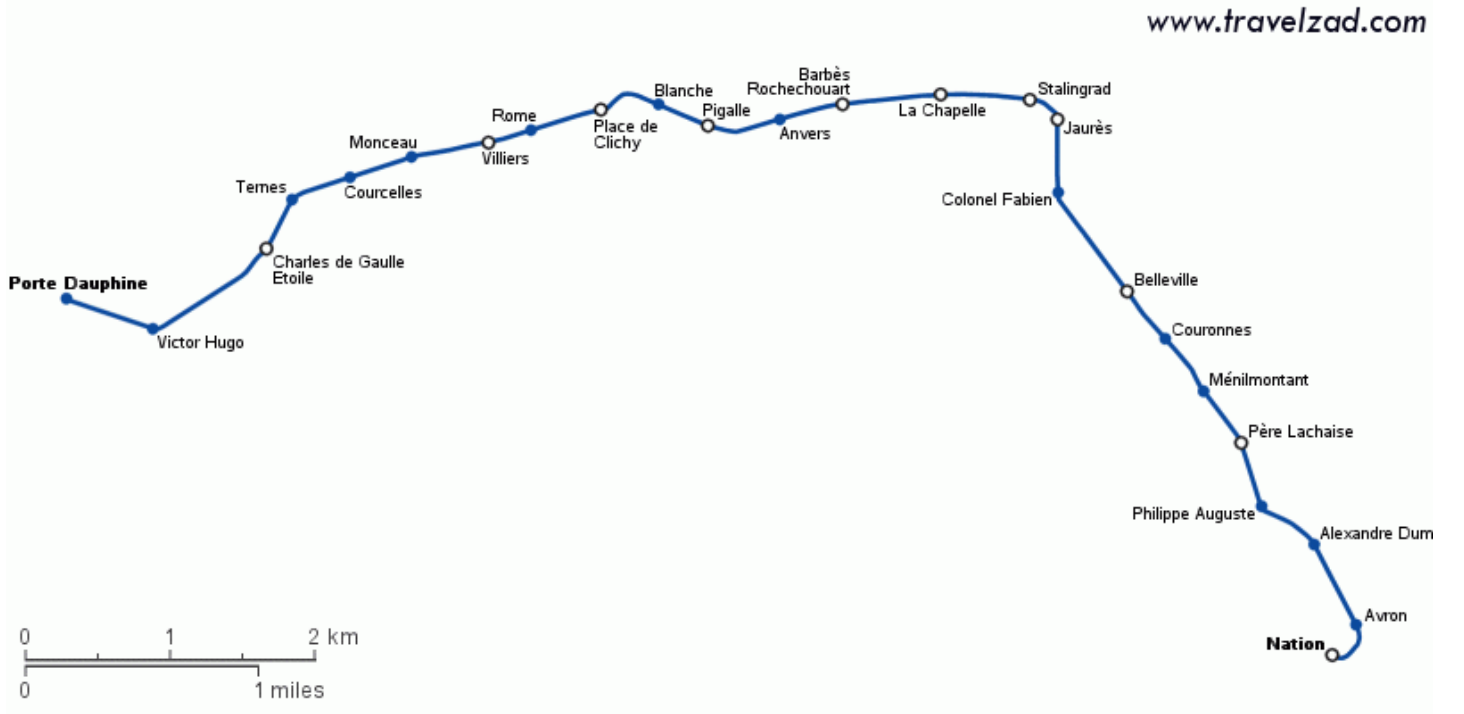 www.travelzad.com
Barbès
Rochechouart
Blanche
Stalingrad
Pigalle
La Chapelle
Rome
Place de
Clichy
Anvers
Jaurès
Monceau
Villiers
Ternes
Courcelles
Colonel Fabien
Charles de Gaulle
Etoile
Porte Dauphine
Belleville
Victor Hugo
Couronnes
Ménilmontant
Père Lachaise
Philippe Auguste
Alexandre Dum
Avron
Nation
0 1 2 km
0 1 miles